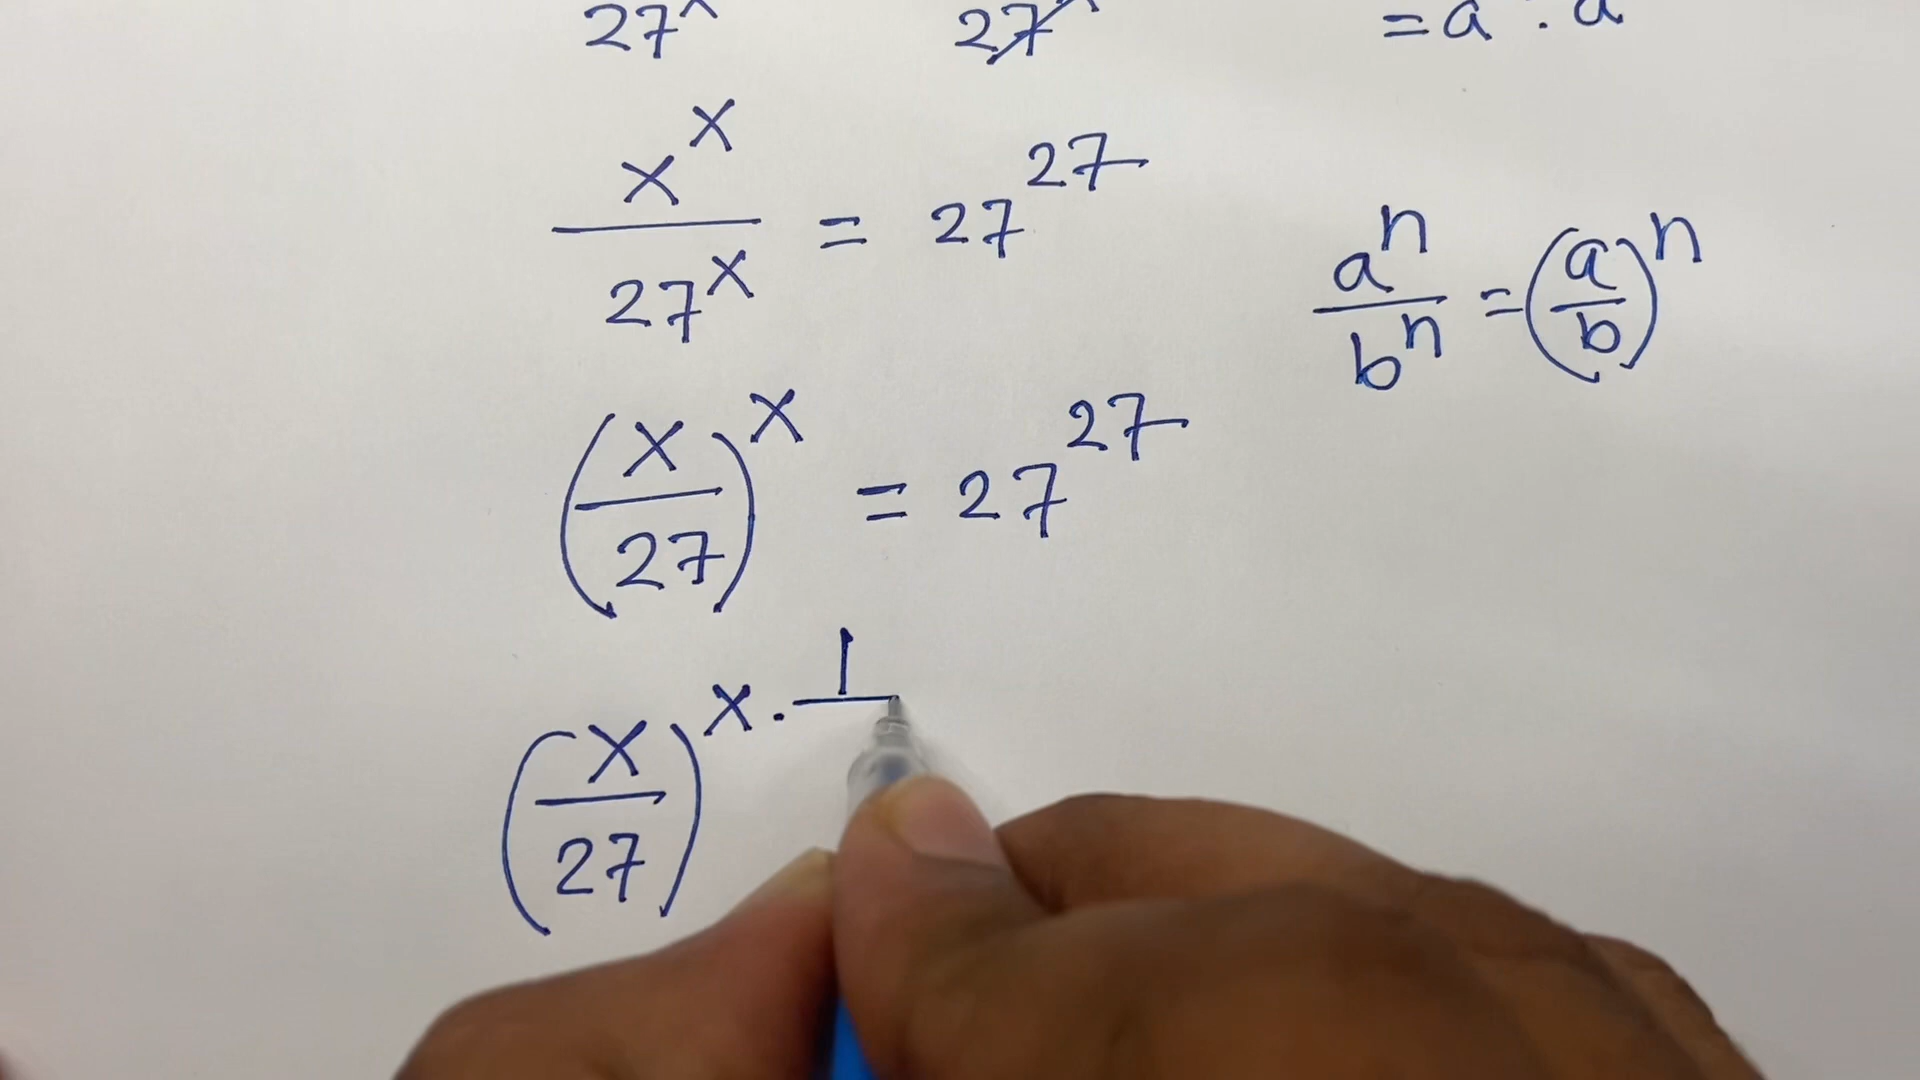 27^x 27^x = a . a
x^x / 27^x = 27^27
a^n / b^n = (a/b)^n
(x/27)^x = 27^27
(x/27)^x . 1/